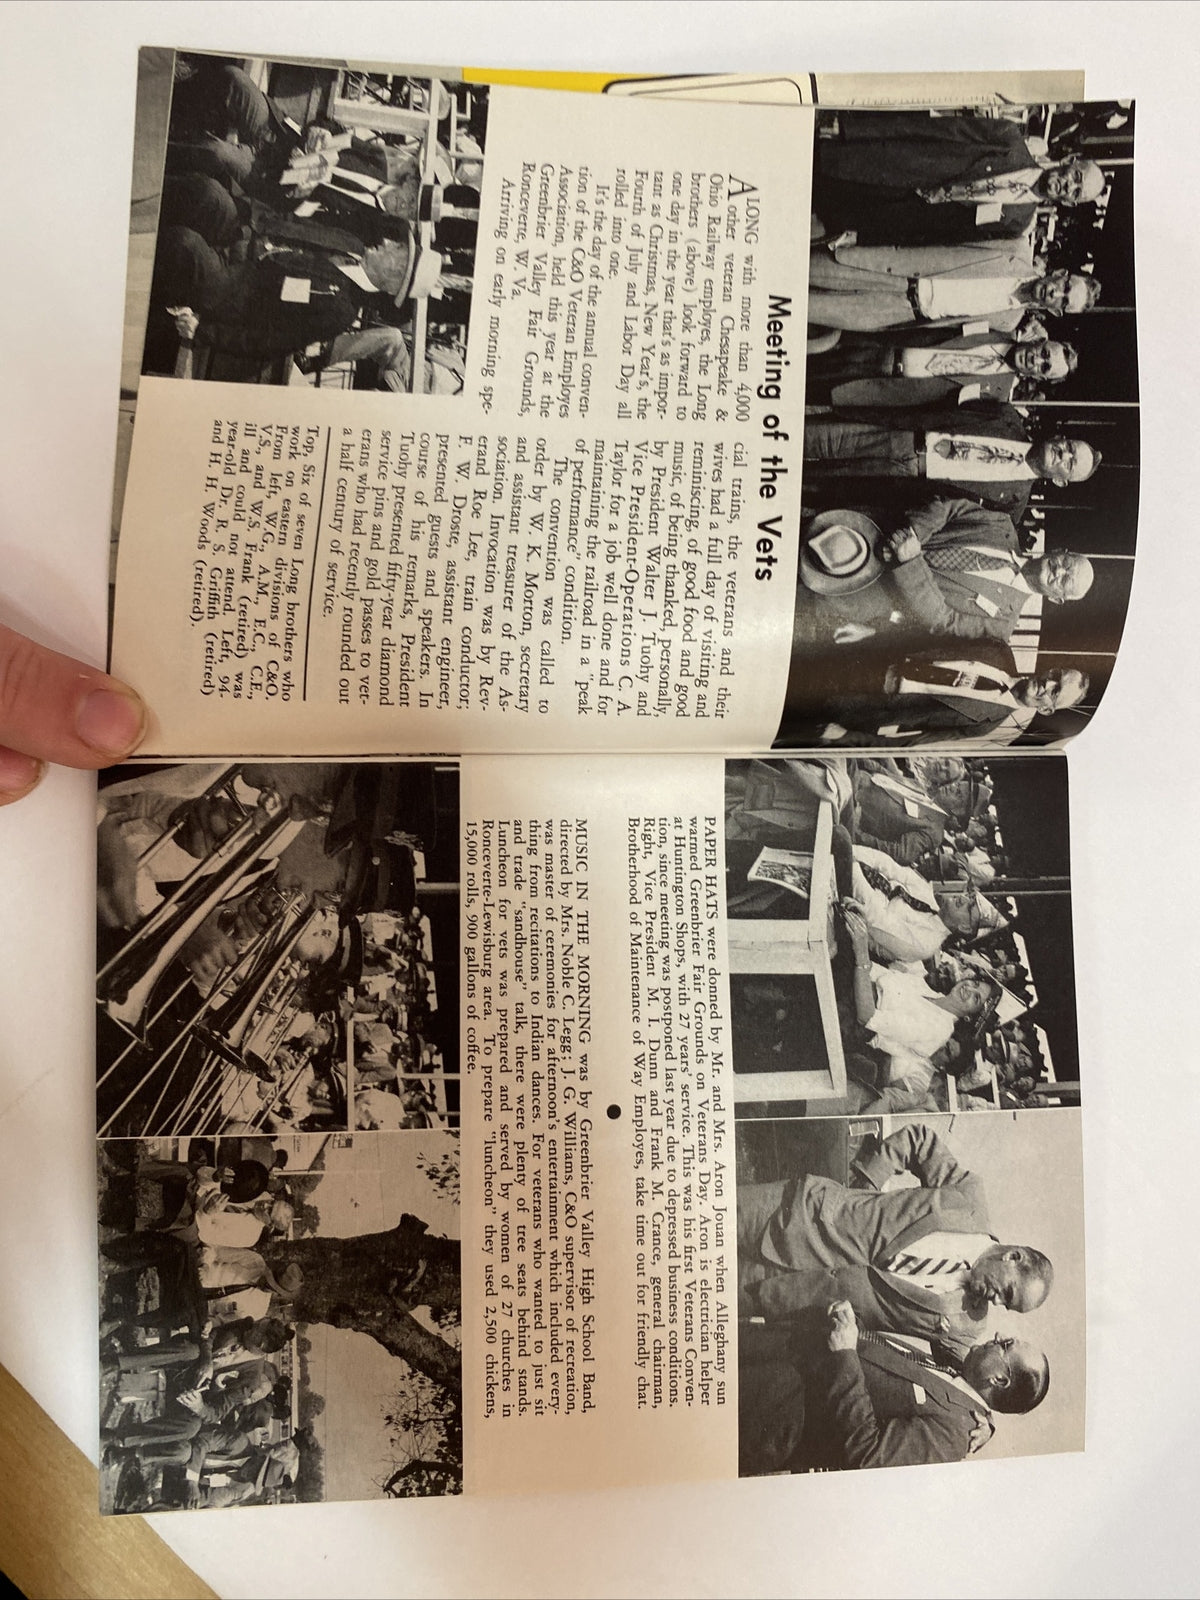 Meeting of the Vets
ALONG with more than 4,000
other veteran Chesapeake &
Ohio Railway employes, the Long
brothers (above) look forward to
one day in the year that's as impor-
tant as Christmas, New Year's, the
Fourth of July and Labor Day all
rolled into one.
It's the day of the annual conven-
tion of the C&O Veteran Employes
Association, held this year at the
Greenbrier Valley Fair Grounds,
Ronceverte, W. Va.
Arriving on early morning spe-
cial trains, the veterans and their
wives had a full day of visiting and
reminiscing, of good food and good
music, of being thanked, personally,
by President Walter J. Tuohy and
Vice President-Operations C. A.
Taylor for a job well done and for
maintaining the railroad in a "peak
of performance" condition.
The convention was called to
order by W. K. Morton, secretary
and assistant treasurer of the As-
sociation. Invocation was by Rev-
erand Roe Lee, train conductor;
F. W. Droste, assistant engineer,
presented guests and speakers. In
course of his remarks, President
Tuohy presented fifty-year diamond
service pins and gold passes to vet-
erans who had recently rounded out
a half century of service.
Top, Six of seven Long brothers who
work on eastern divisions of C&O.
From left, W.G., A.M., E.C., C.E.,
V.S., and W.S. Frank (retired) was
ill and could not attend. Left, 94-
year-old Dr. R. S. Griffith (retired)
and H. H. Woods (retired).
PAPER HATS were donned by Mr. and Mrs. Aron Jouan when Alleghany sun
warmed Greenbrier Fair Grounds on Veterans Day. Aron is electrician helper
at Huntington Shops, with 27 years' service. This was his first Veterans Conven-
tion, since meeting was postponed last year due to depressed business conditions.
Right, Vice President M. I. Dunn and Frank M. Crance, general chairman,
Brotherhood of Maintenance of Way Employes, take time out for friendly chat.
MUSIC IN THE MORNING was by Greenbrier Valley High School Band,
directed by Mrs. Noble C. Legg; J. G. Williams, C&O supervisor of recreation,
was master of ceremonies for afternoon's entertainment which included every-
thing from recitations to Indian dances. For veterans who wanted to just sit
and trade "sandhouse" talk, there were plenty of tree seats behind stands.
Luncheon for vets was prepared and served by women of 27 churches in
Ronceverte-Lewisburg area. To prepare "luncheon" they used 2,500 chickens,
15,000 rolls, 900 gallons of coffee.